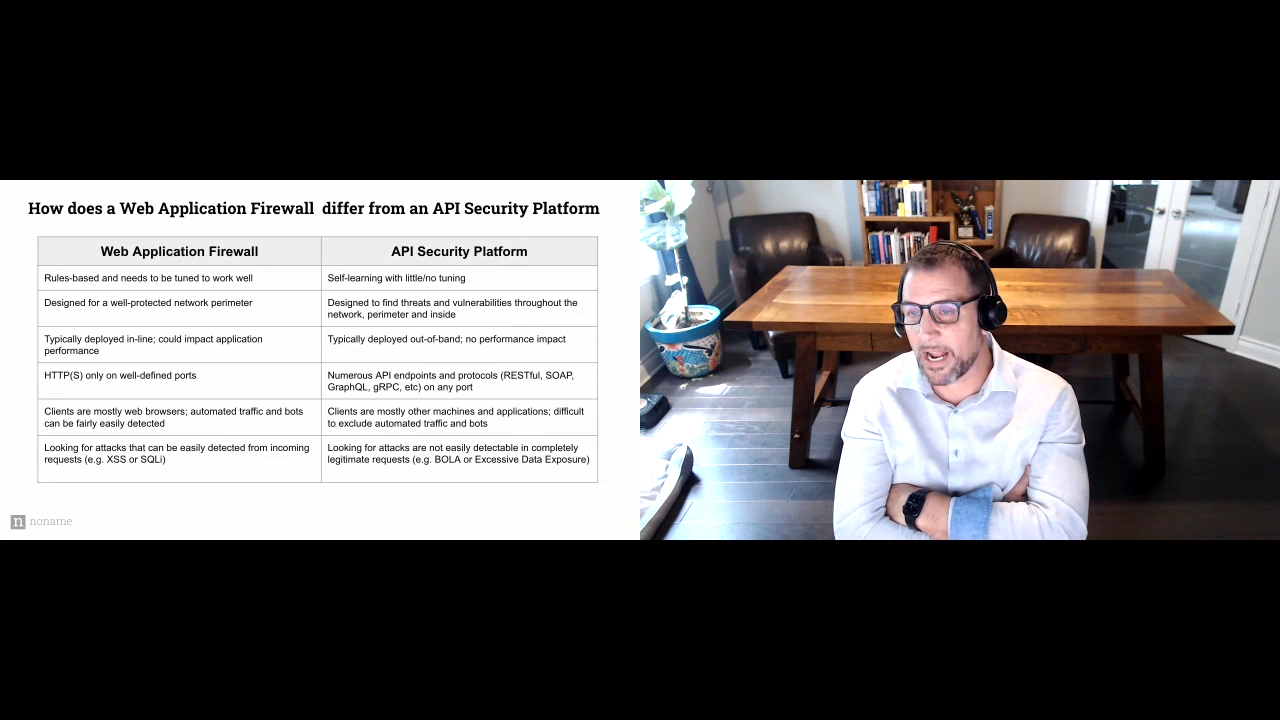 How does a Web Application Firewall  differ from an API Security Platform
Web Application Firewall
API Security Platform
Rules-based and needs to be tuned to work well
Self-learning with little/no tuning
Designed for a well-protected network perimeter
Designed to find threats and vulnerabilities throughout the
network, perimeter and inside
Typically deployed in-line; could impact application
performance
Typically deployed out-of-band; no performance impact
HTTP(S) only on well-defined ports
Numerous API endpoints and protocols (RESTful, SOAP,
GraphQL, gRPC, etc) on any port
Clients are mostly web browsers; automated traffic and bots
can be fairly easily detected
Clients are mostly other machines and applications; difficult
to exclude automated traffic and bots
Looking for attacks that can be easily detected from incoming
requests (e.g. XSS or SQLi)
Looking for attacks are not easily detectable in completely
legitimate requests (e.g. BOLA or Excessive Data Exposure)
n noname